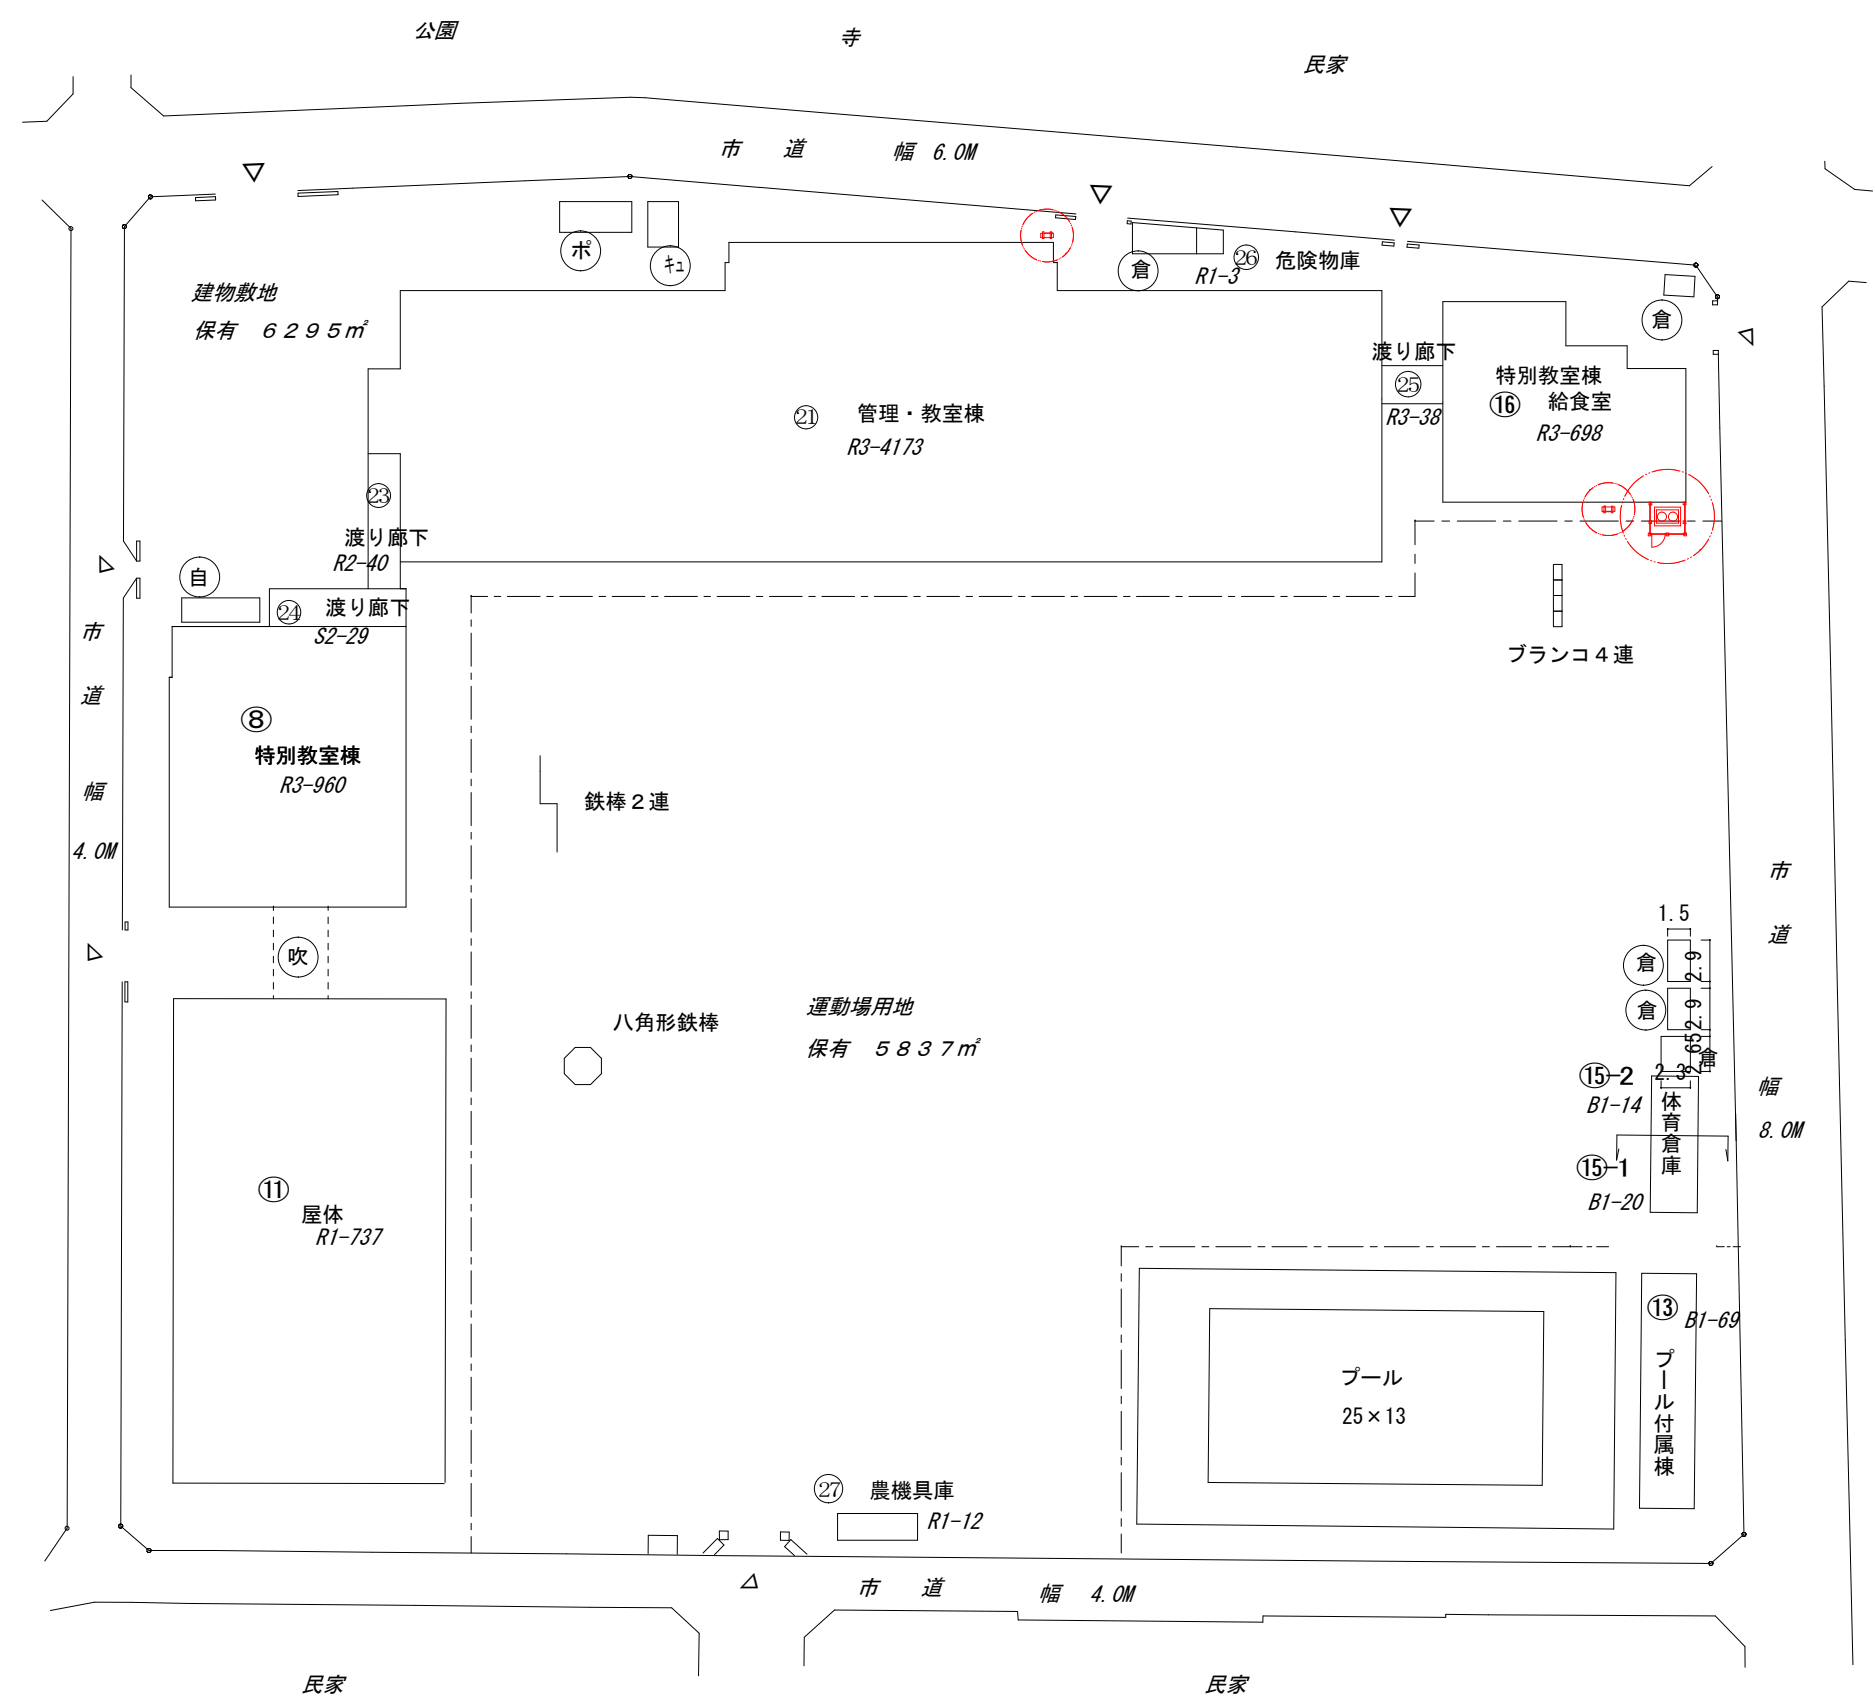 公園
寺
民家
市 道 幅 6.0M
ポ
キュ
倉
R1-3
26
危険物庫
倉
建物敷地
保有 6295㎡
21
管理・教室棟
R3-4173
渡り廊下
25
R3-38
特別教室棟
16
給食室
R3-698
23
渡り廊下
R2-40
自
24
渡り廊下
S2-29
ブランコ4連
市
道
幅
4.0M
8
特別教室棟
R3-960
鉄棒2連
吹
八角形鉄棒
運動場用地
保有 5837㎡
1.5
倉
2.9
倉
2.9
2.65
倉
2.3
15-2
B1-14
体育倉庫
15-1
B1-20
市
道
幅
8.0M
11
屋体
R1-737
プール
25×13
13
B1-69
プール付属棟
27
農機具庫
R1-12
市 道 幅 4.0M
民家
民家